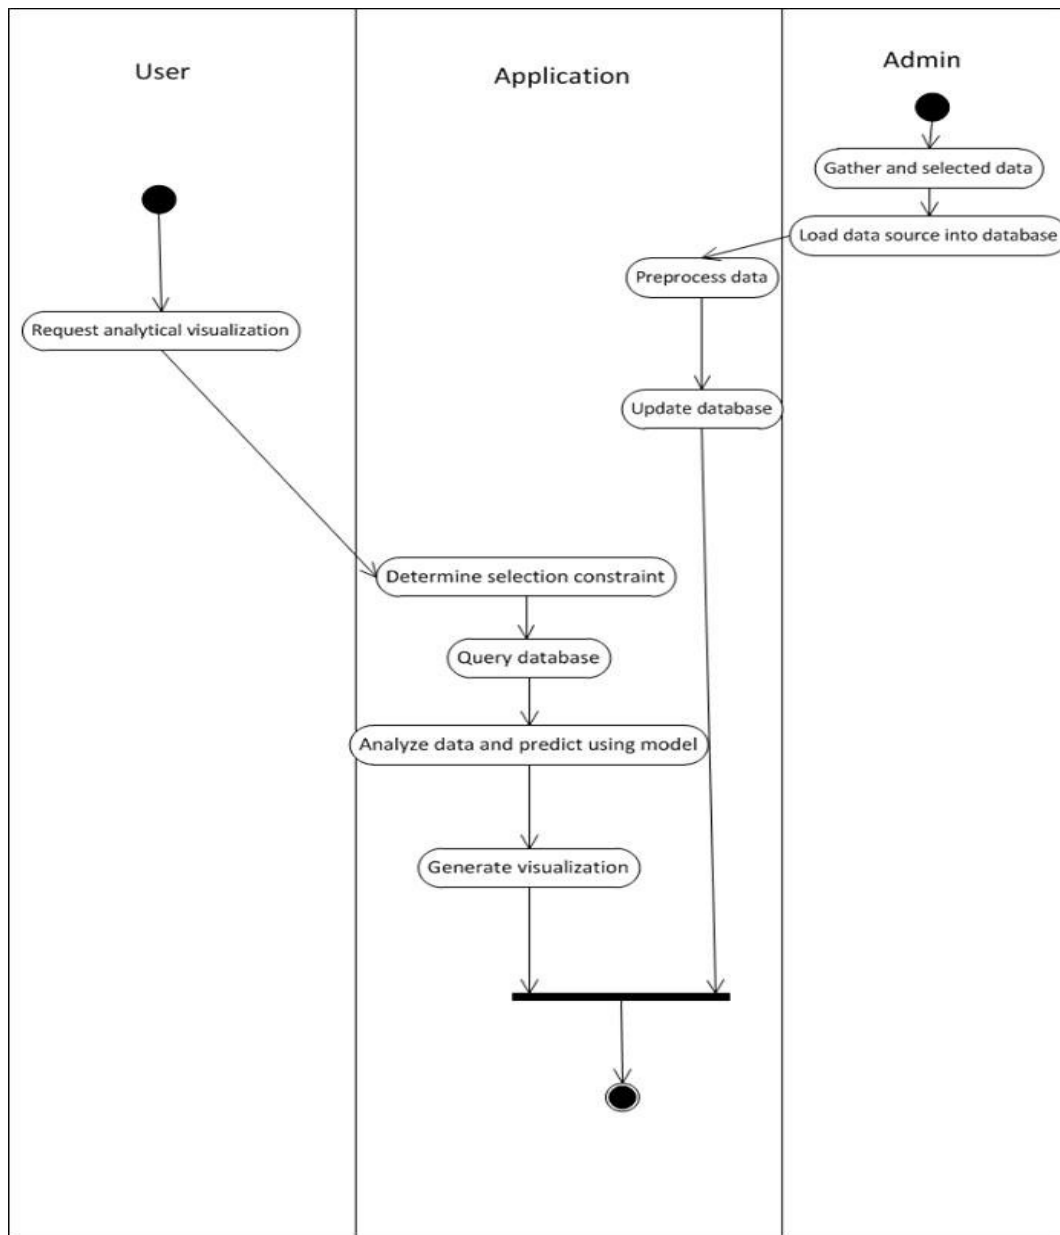 User
Application
Admin
Gather and selected data
Load data source into database
Preprocess data
Request analytical visualization
Update database
Determine selection constraint
Query database
Analyze data and predict using model
Generate visualization